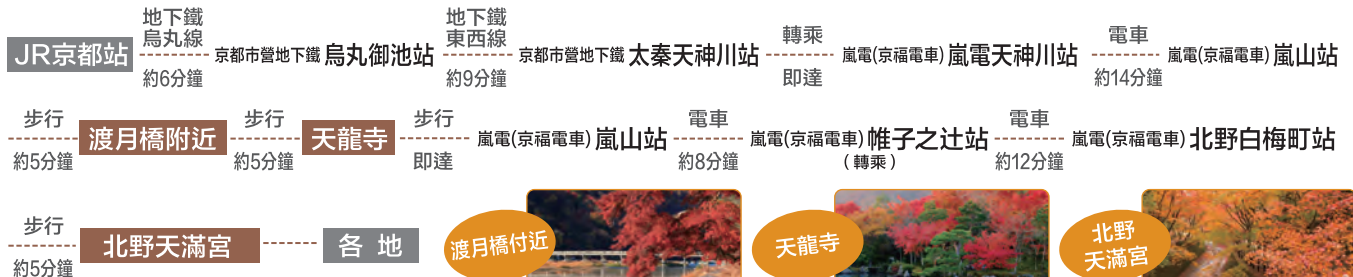 地下鐵 地下鐵
烏丸線 東西線 轉乘 電車
JR京都站 京都市營地下鐵 烏丸御池站 京都市營地下鐵 太秦天神川站 嵐電(京福電車) 嵐電天神川站 嵐電(京福電車) 嵐山站
約6分鐘 約9分鐘 即達 約14分鐘
步行 步行 步行 電車 電車
渡月橋附近 天龍寺 嵐電(京福電車) 嵐山站 嵐電(京福電車) 帷子之辻站 嵐電(京福電車) 北野白梅町站
約5分鐘 約5分鐘 即達 約8分鐘 (轉乘) 約12分鐘
步行
北野天滿宮 各 地
約5分鐘
渡月橋付近
天龍寺
北野
天滿宮